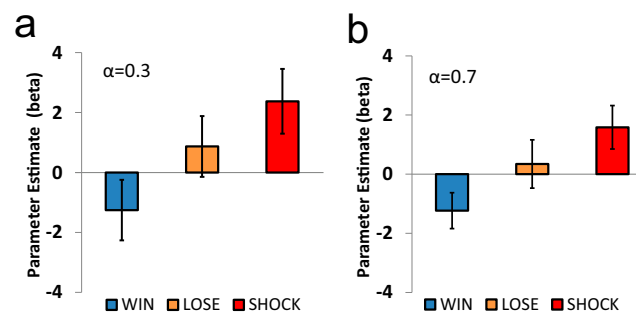 a
Parameter Estimate (beta)
4
2
0
-2
-4
α=0.3
WIN LOSE SHOCK
b
Parameter Estimate (beta)
4
2
0
-2
-4
α=0.7
WIN LOSE SHOCK